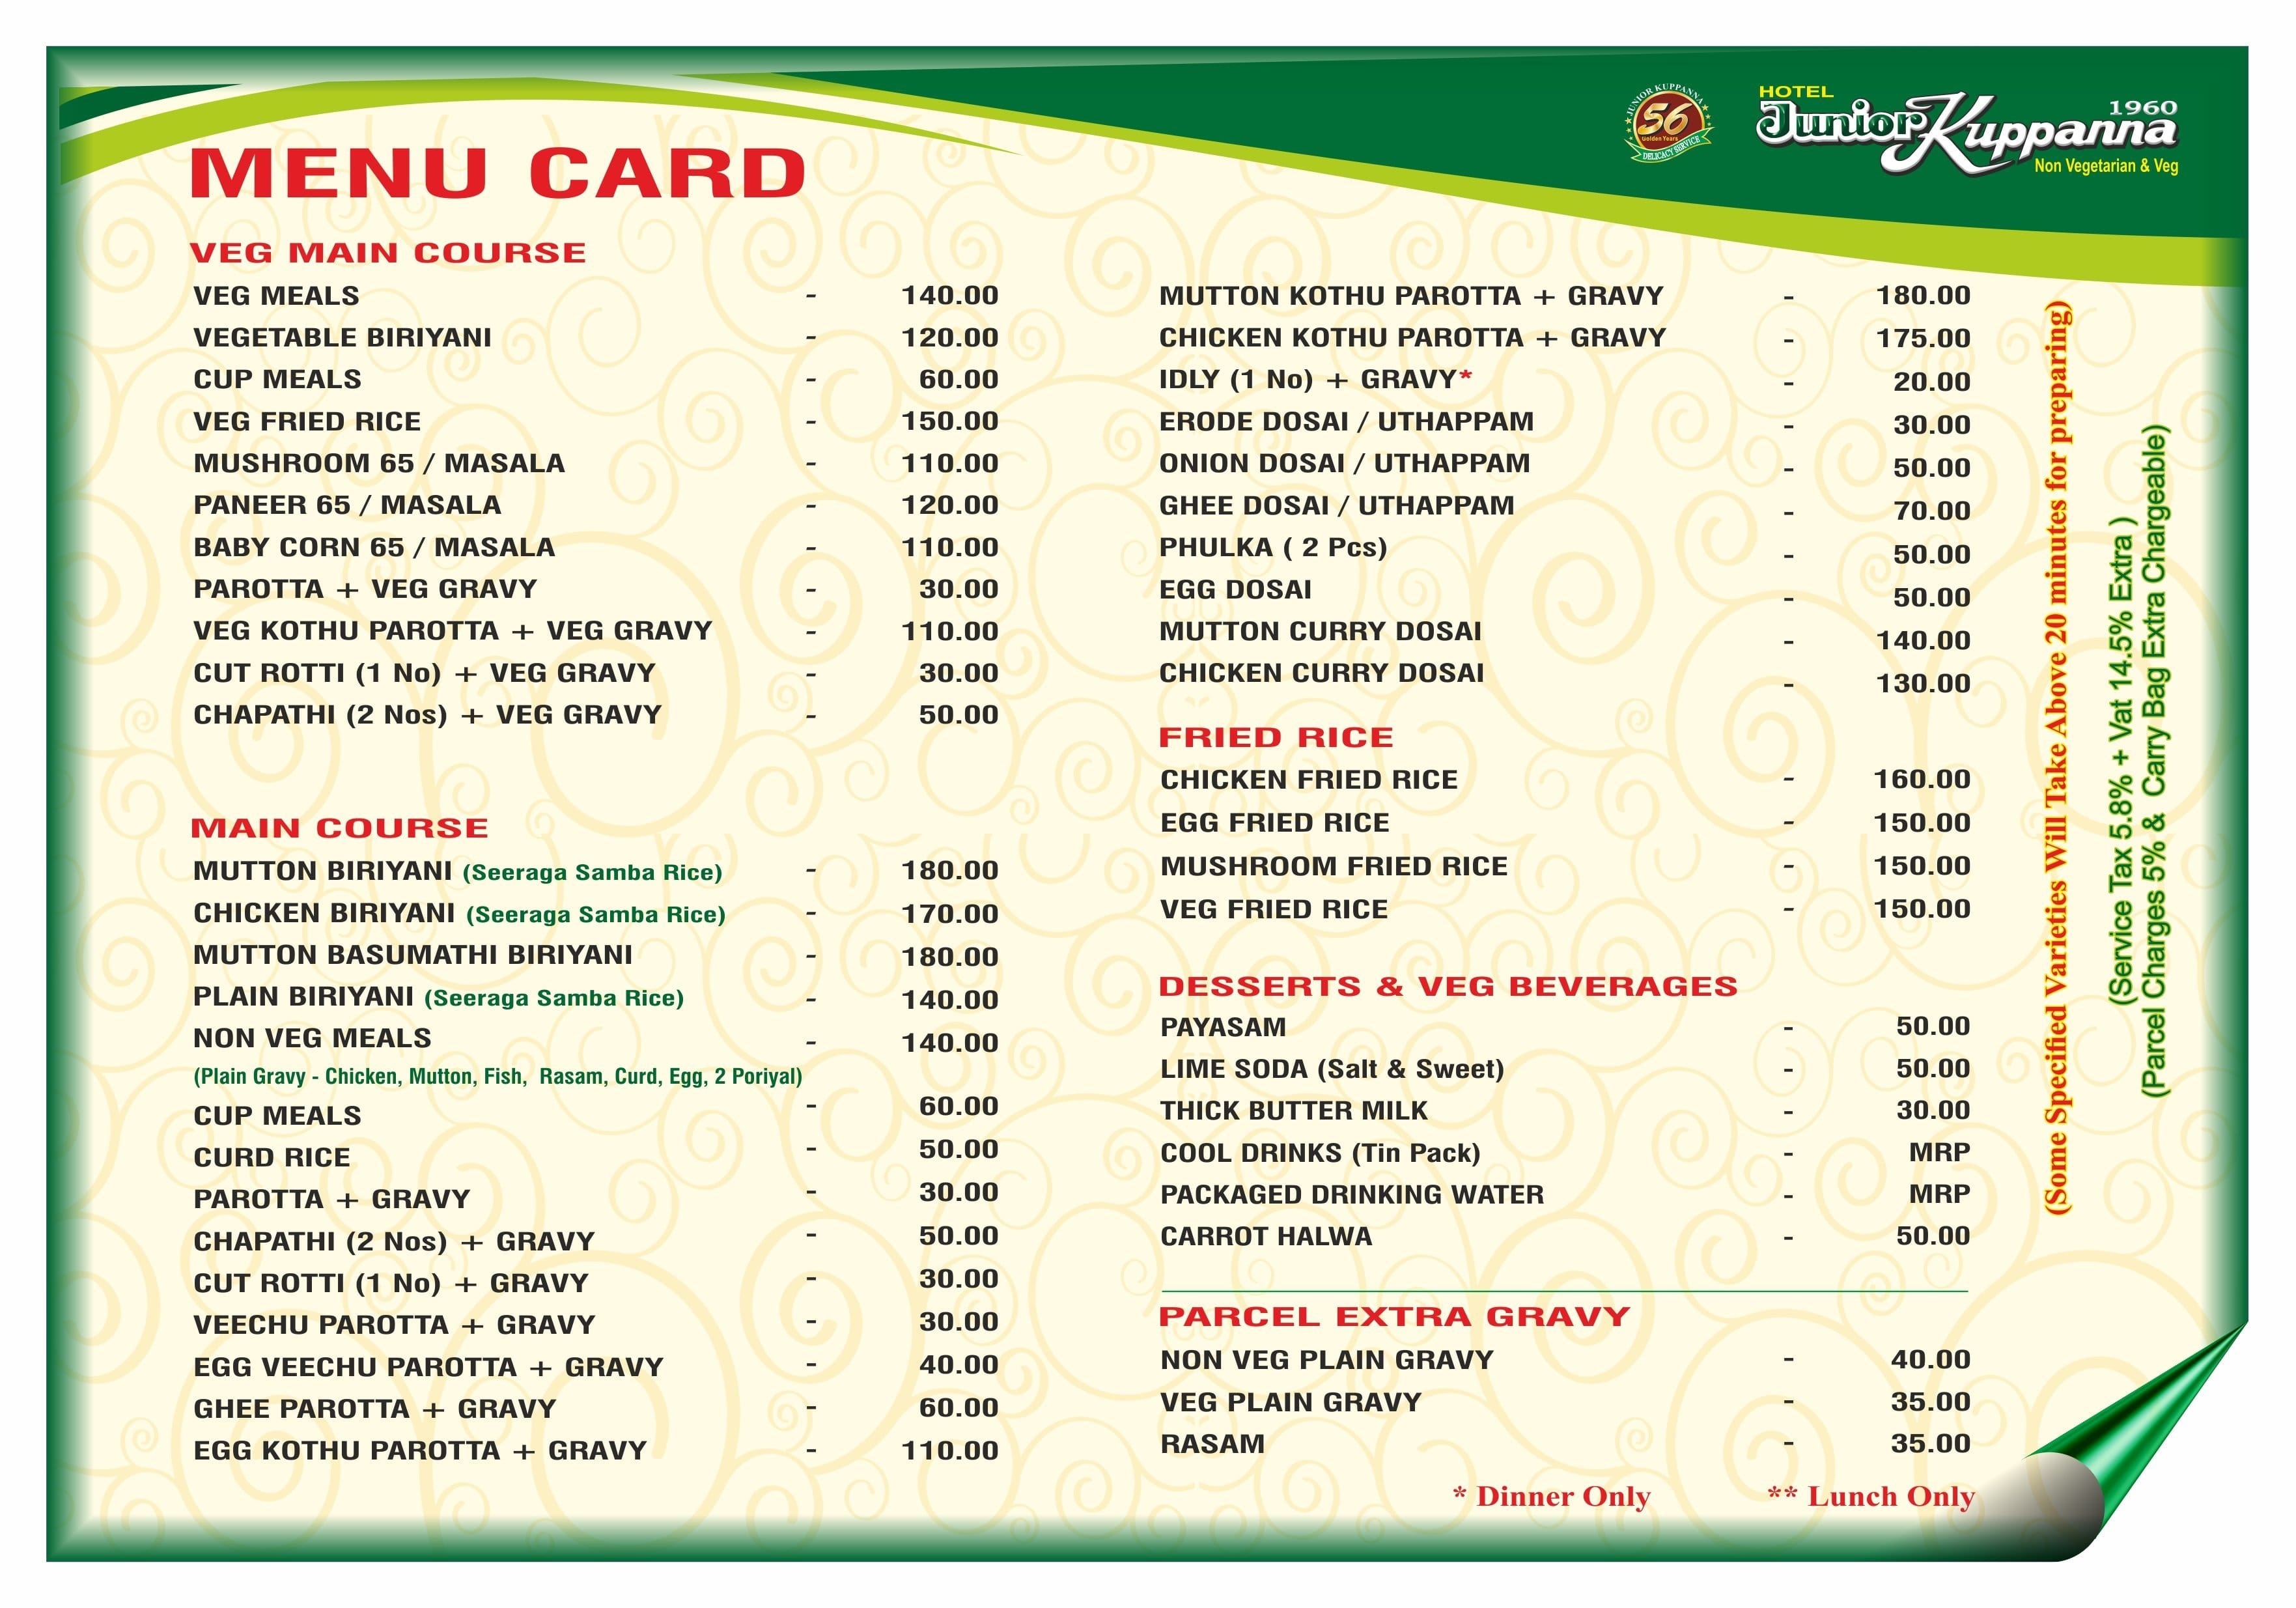 HOTEL
Junior Kuppanna
1960
Non Vegetarian & Veg
JUNIOR KUPPANNA
56
Golden Years
DELICACY SERVICE
MENU CARD
VEG MAIN COURSE
VEG MEALS - 140.00
VEGETABLE BIRIYANI - 120.00
CUP MEALS - 60.00
VEG FRIED RICE - 150.00
MUSHROOM 65 / MASALA - 110.00
PANEER 65 / MASALA - 120.00
BABY CORN 65 / MASALA - 110.00
PAROTTA + VEG GRAVY - 30.00
VEG KOTHU PAROTTA + VEG GRAVY - 110.00
CUT ROTTI (1 No) + VEG GRAVY - 30.00
CHAPATHI (2 Nos) + VEG GRAVY - 50.00
MAIN COURSE
MUTTON BIRIYANI (Seeraga Samba Rice) - 180.00
CHICKEN BIRIYANI (Seeraga Samba Rice) - 170.00
MUTTON BASUMATHI BIRIYANI - 180.00
PLAIN BIRIYANI (Seeraga Samba Rice) - 140.00
NON VEG MEALS - 140.00
(Plain Gravy - Chicken, Mutton, Fish, Rasam, Curd, Egg, 2 Poriyal)
CUP MEALS - 60.00
CURD RICE - 50.00
PAROTTA + GRAVY - 30.00
CHAPATHI (2 Nos) + GRAVY - 50.00
CUT ROTTI (1 No) + GRAVY - 30.00
VEECHU PAROTTA + GRAVY - 30.00
EGG VEECHU PAROTTA + GRAVY - 40.00
GHEE PAROTTA + GRAVY - 60.00
EGG KOTHU PAROTTA + GRAVY - 110.00
MUTTON KOTHU PAROTTA + GRAVY - 180.00
CHICKEN KOTHU PAROTTA + GRAVY - 175.00
IDLY (1 No) + GRAVY* - 20.00
ERODE DOSAI / UTHAPPAM - 30.00
ONION DOSAI / UTHAPPAM - 50.00
GHEE DOSAI / UTHAPPAM - 70.00
PHULKA ( 2 Pcs) - 50.00
EGG DOSAI - 50.00
MUTTON CURRY DOSAI - 140.00
CHICKEN CURRY DOSAI - 130.00
FRIED RICE
CHICKEN FRIED RICE - 160.00
EGG FRIED RICE - 150.00
MUSHROOM FRIED RICE - 150.00
VEG FRIED RICE - 150.00
DESSERTS & VEG BEVERAGES
PAYASAM - 50.00
LIME SODA (Salt & Sweet) - 50.00
THICK BUTTER MILK - 30.00
COOL DRINKS (Tin Pack) - MRP
PACKAGED DRINKING WATER - MRP
CARROT HALWA - 50.00
PARCEL EXTRA GRAVY
NON VEG PLAIN GRAVY - 40.00
VEG PLAIN GRAVY - 35.00
RASAM - 35.00
* Dinner Only ** Lunch Only
(Some Specified Varieties Will Take Above 20 minutes for preparing)
(Service Tax 5.8% + Vat 14.5% Extra )
(Parcel Charges 5% & Carry Bag Extra Chargeable)